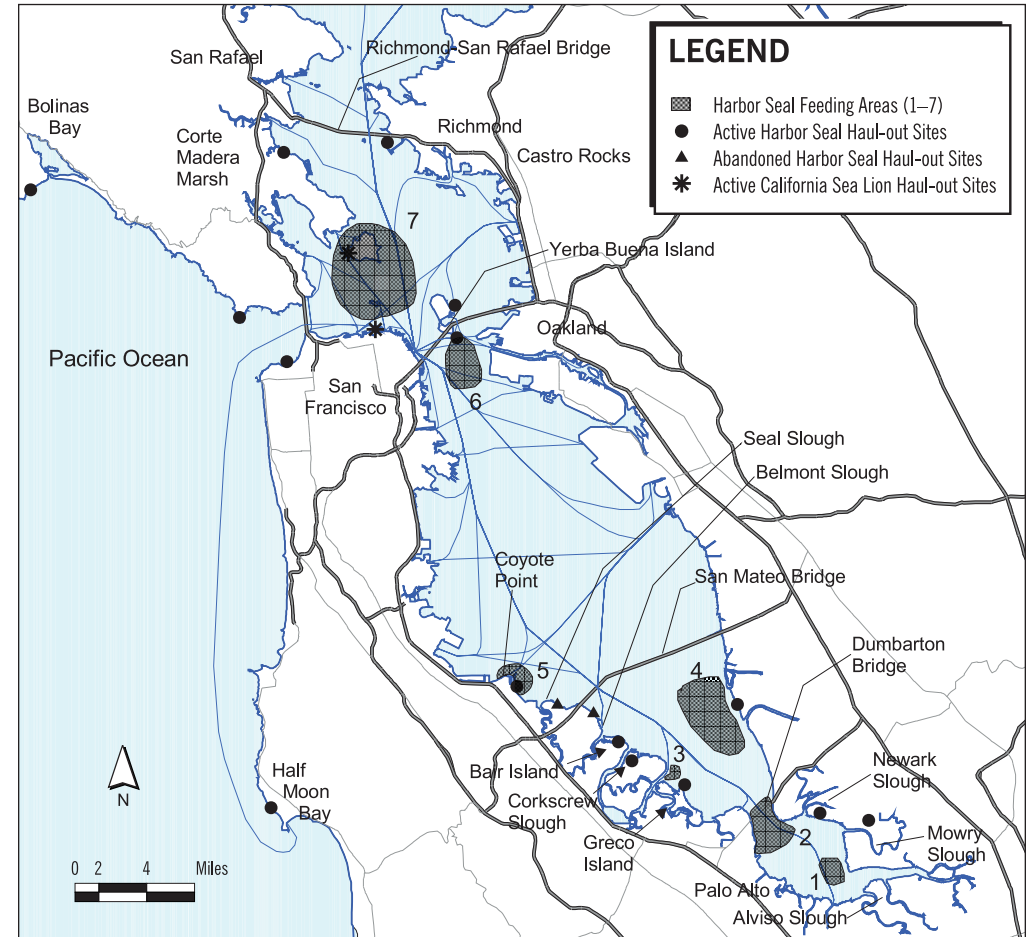 LEGEND
Harbor Seal Feeding Areas (1–7)
Active Harbor Seal Haul-out Sites
Abandoned Harbor Seal Haul-out Sites
Active California Sea Lion Haul-out Sites
San Rafael
Richmond-San Rafael Bridge
Bolinas
Bay
Corte
Madera
Marsh
Richmond
Castro Rocks
7
Yerba Buena Island
Oakland
Pacific Ocean
San
Francisco
6
Seal Slough
Belmont Slough
Coyote
Point
San Mateo Bridge
Dumbarton
Bridge
5
4
3
Newark
Slough
Bair Island
Half
Moon
Bay
Corkscrew
Slough
Greco
Island
2
Mowry
Slough
1
Palo Alto
Alviso Slough
N
0 2 4 Miles